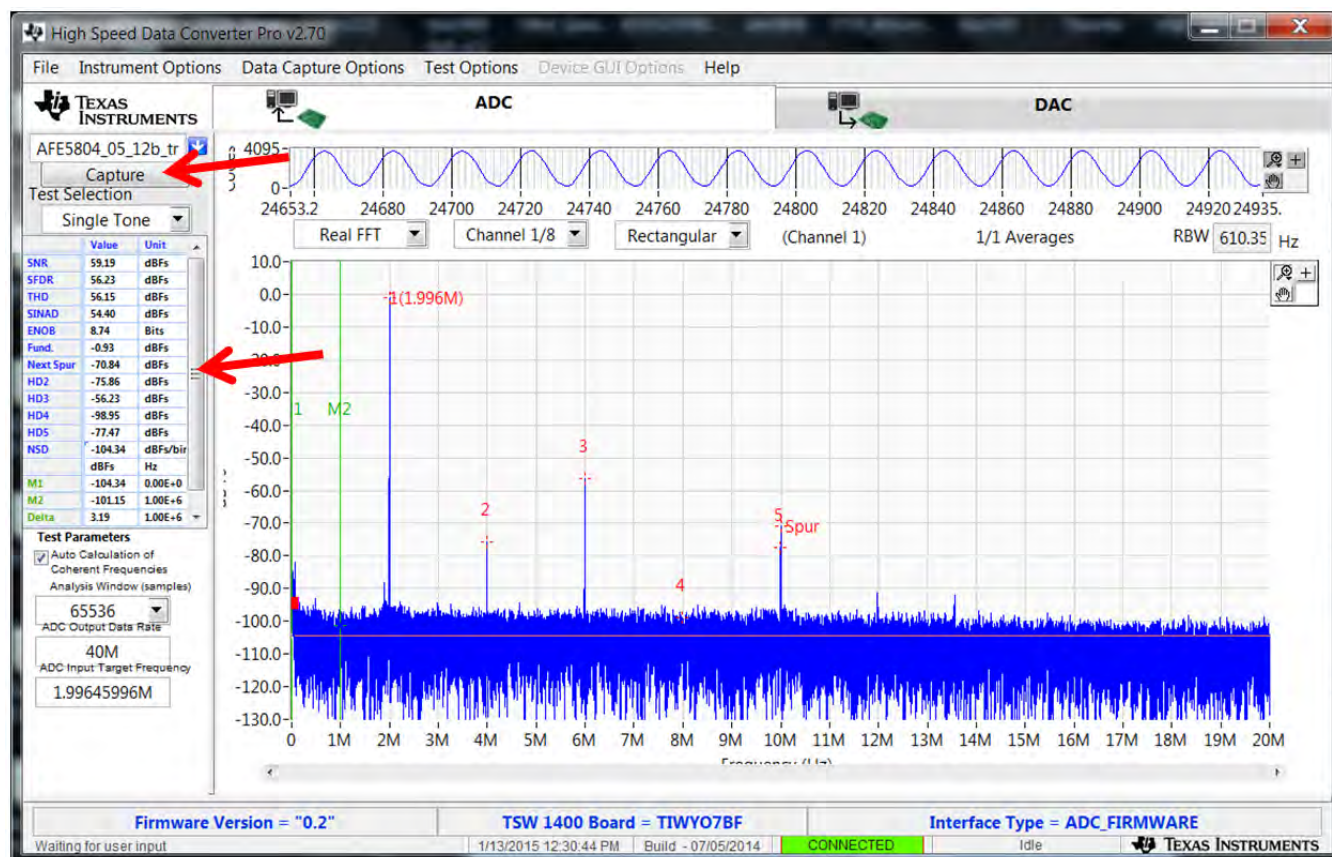 High Speed Data Converter Pro v2.70
File Instrument Options Data Capture Options Test Options Device GUI Options Help
TEXAS INSTRUMENTS
ADC
DAC
AFE5804_05_12b_tr
Capture
Test Selection
Single Tone
Value Unit
SNR 59.19 dBFs
SFDR 56.23 dBFs
THD 56.15 dBFs
SINAD 54.40 dBFs
ENOB 8.74 Bits
Fund. -0.93 dBFs
Next Spur -70.84 dBFs
HD2 -75.86 dBFs
HD3 -56.23 dBFs
HD4 -98.95 dBFs
HD5 -77.47 dBFs
NSD -104.34 dBFs/bin
dBFs Hz
M1 -104.34 0.00E+0
M2 -101.15 1.00E+6
Delta 3.19 1.00E+6
Test Parameters
Auto Calculation of
Coherent Frequencies
Analysis Window (samples)
65536
ADC Output Data Rate
40M
ADC Input Target Frequency
1.99645996M
4095
0
24653.2 24680 24700 24720 24740 24760 24780 24800 24820 24840 24860 24880 24900 24920 24935.
Real FFT Channel 1/8 Rectangular (Channel 1) 1/1 Averages RBW 610.35 Hz
10.0
0.0
-10.0
-30.0
-40.0
-50.0
-60.0
-70.0
-80.0
-90.0
-100.0
-110.0
-120.0
-130.0
1(1.996M)
1 M2
2
3
4
5
Spur
0 1M 2M 3M 4M 5M 6M 7M 8M 9M 10M 11M 12M 13M 14M 15M 16M 17M 18M 19M 20M
Frequency (Hz)
Firmware Version = "0.2" TSW 1400 Board = TIWYO7BF Interface Type = ADC_FIRMWARE
Waiting for user input 1/13/2015 12:30:44 PM Build - 07/05/2014 CONNECTED Idle TEXAS INSTRUMENTS